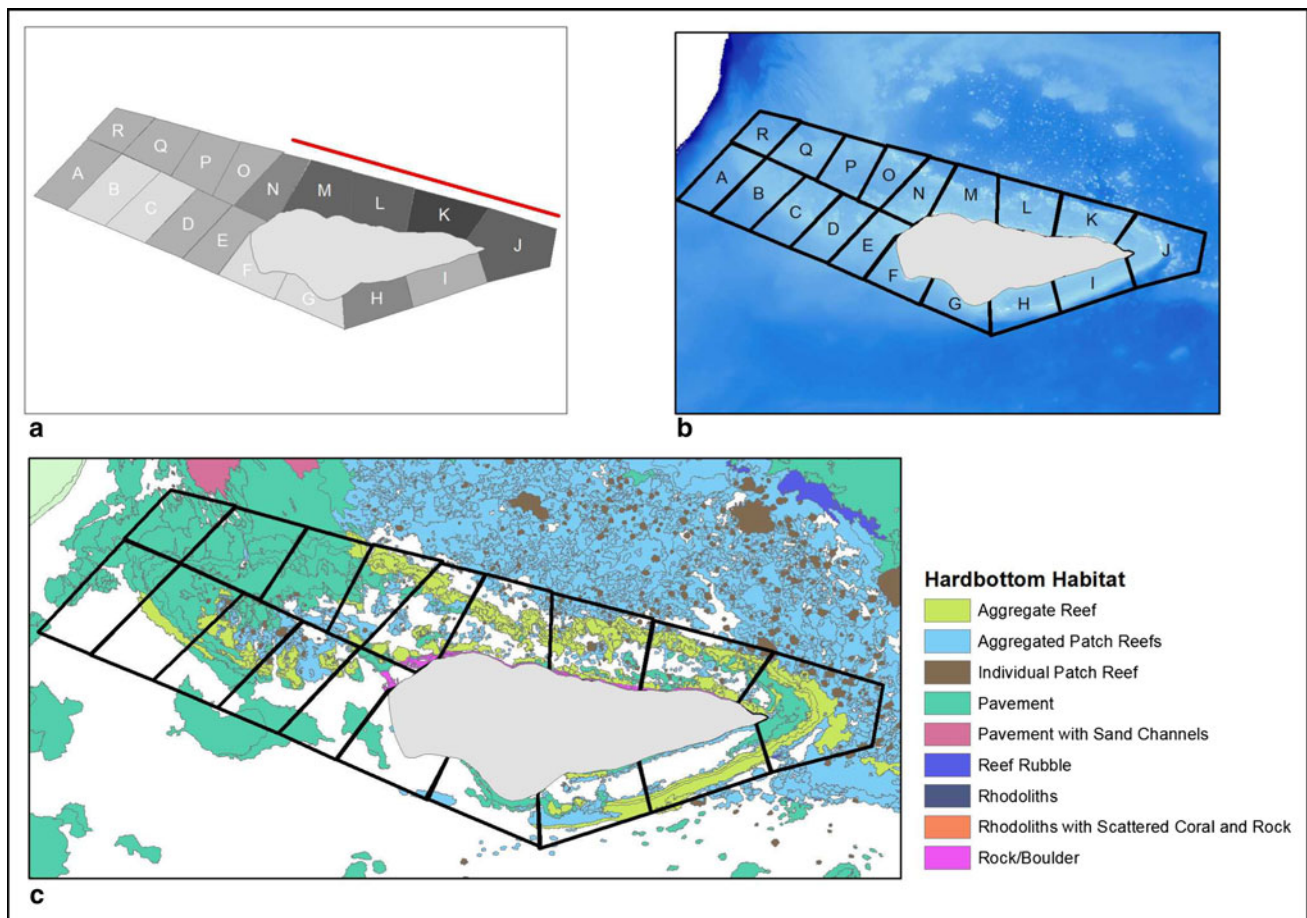 R
Q
P
O
N
M
L
K
J
A
B
C
D
E
F
G
H
I
a
R
Q
P
O
N
M
L
K
J
A
B
C
D
E
F
G
H
I
b
Hardbottom Habitat
Aggregate Reef
Aggregated Patch Reefs
Individual Patch Reef
Pavement
Pavement with Sand Channels
Reef Rubble
Rhodoliths
Rhodoliths with Scattered Coral and Rock
Rock/Boulder
c